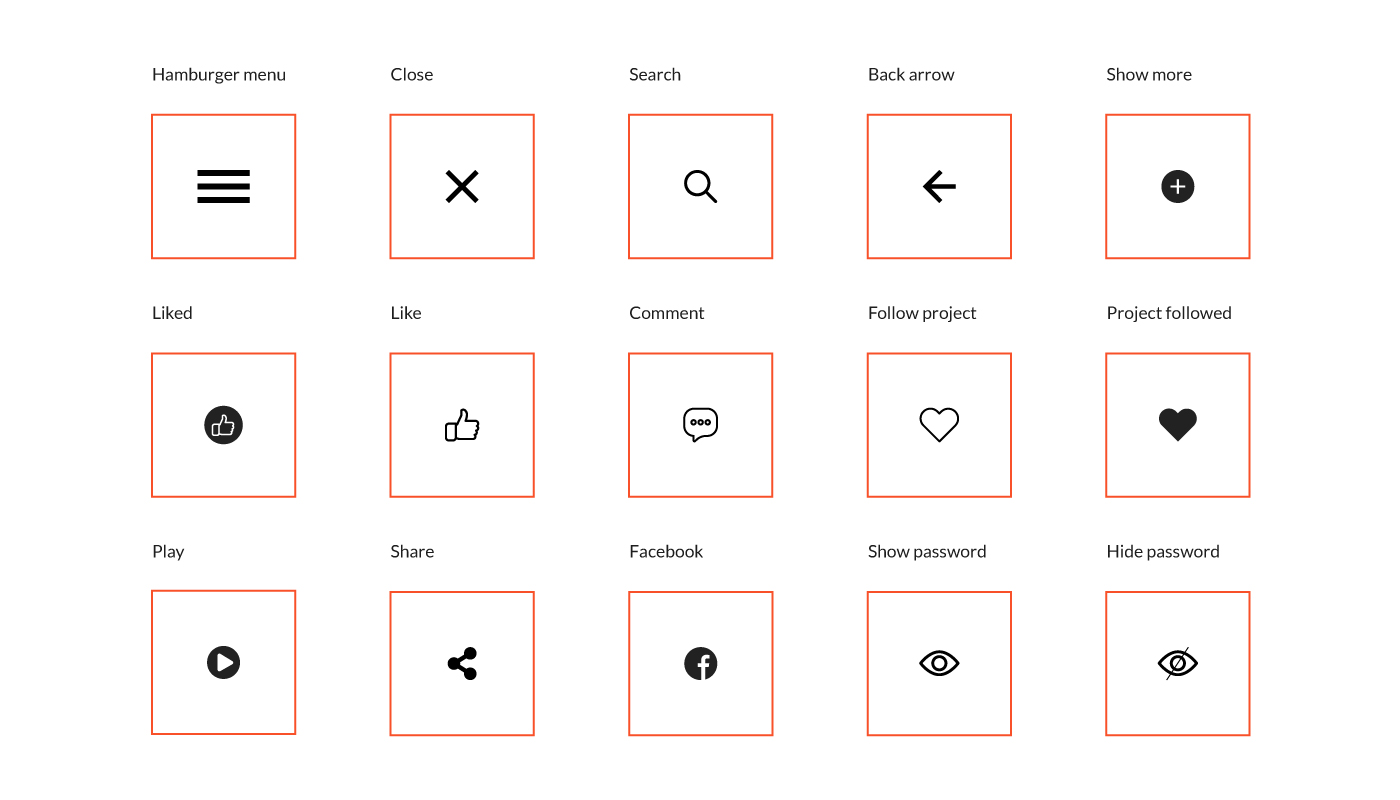 Hamburger menu
Close
Search
Back arrow
Show more
Liked
Like
Comment
Follow project
Project followed
Play
Share
Facebook
Show password
Hide password